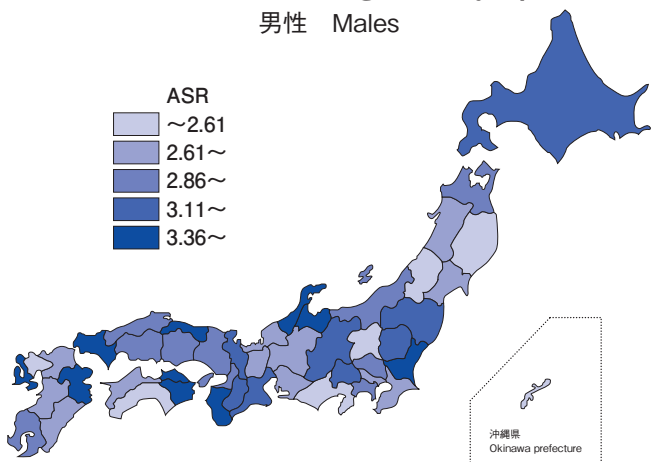 男性 Males
ASR
～2.61
2.61～
2.86～
3.11～
3.36～
沖縄県
Okinawa prefecture